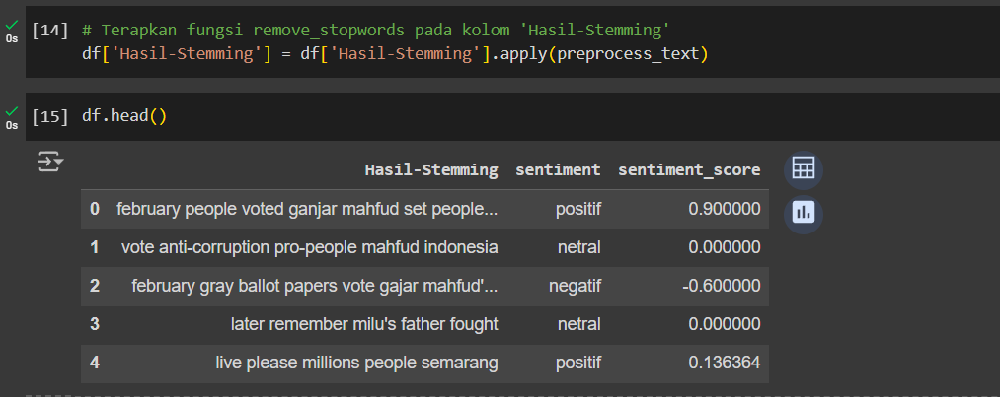 [14] # Terapkan fungsi remove_stopwords pada kolom 'Hasil-Stemming'
df['Hasil-Stemming'] = df['Hasil-Stemming'].apply(preprocess_text)
0s
[15] df.head()
0s
Hasil-Stemming sentiment sentiment_score
0 february people voted ganjar mahfud set people... positif 0.900000
1 vote anti-corruption pro-people mahfud indonesia netral 0.000000
2 february gray ballot papers vote gajar mahfud'... negatif -0.600000
3 later remember milu's father fought netral 0.000000
4 live please millions people semarang positif 0.136364